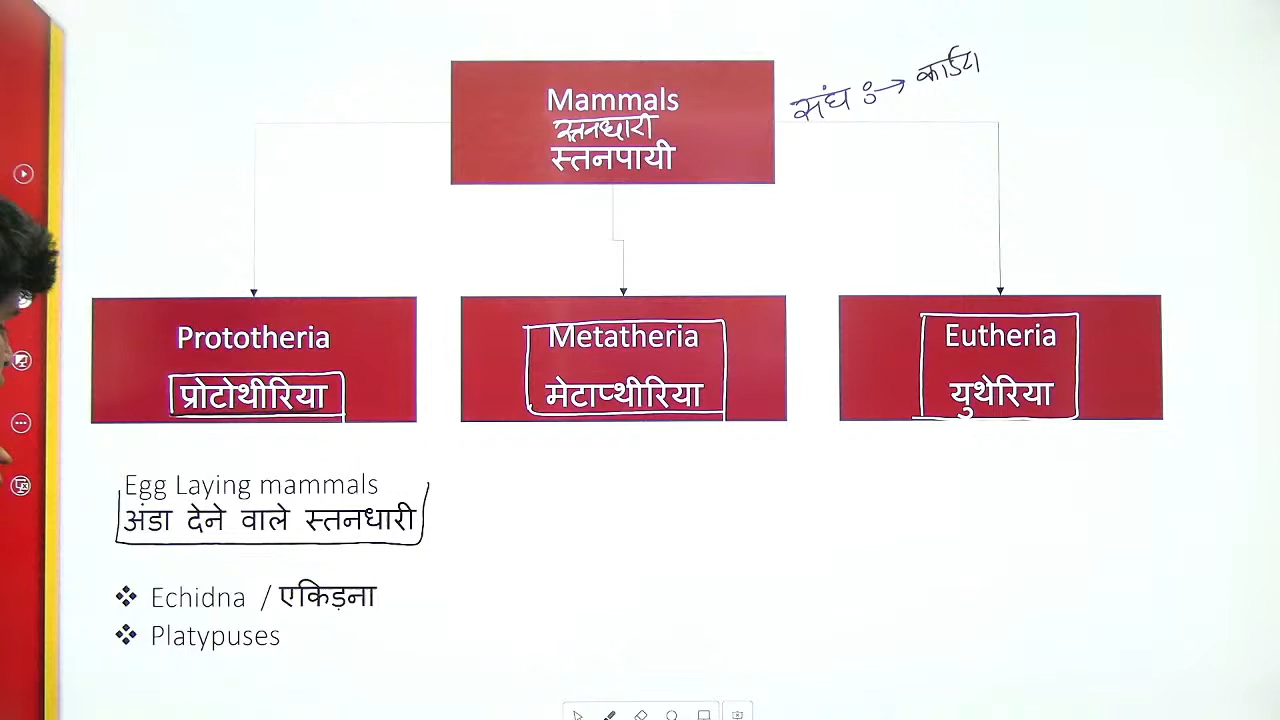 Mammals
स्तनधारी
स्तनपायी
संघ ः→ कार्डेटा
Prototheria
प्रोटोथीरिया
Metatheria
मेटाप्थीरिया
Eutheria
युथेरिया
Egg Laying mammals
अंडा देने वाले स्तनधारी
❖ Echidna / एकिड़ना
❖ Platypuses